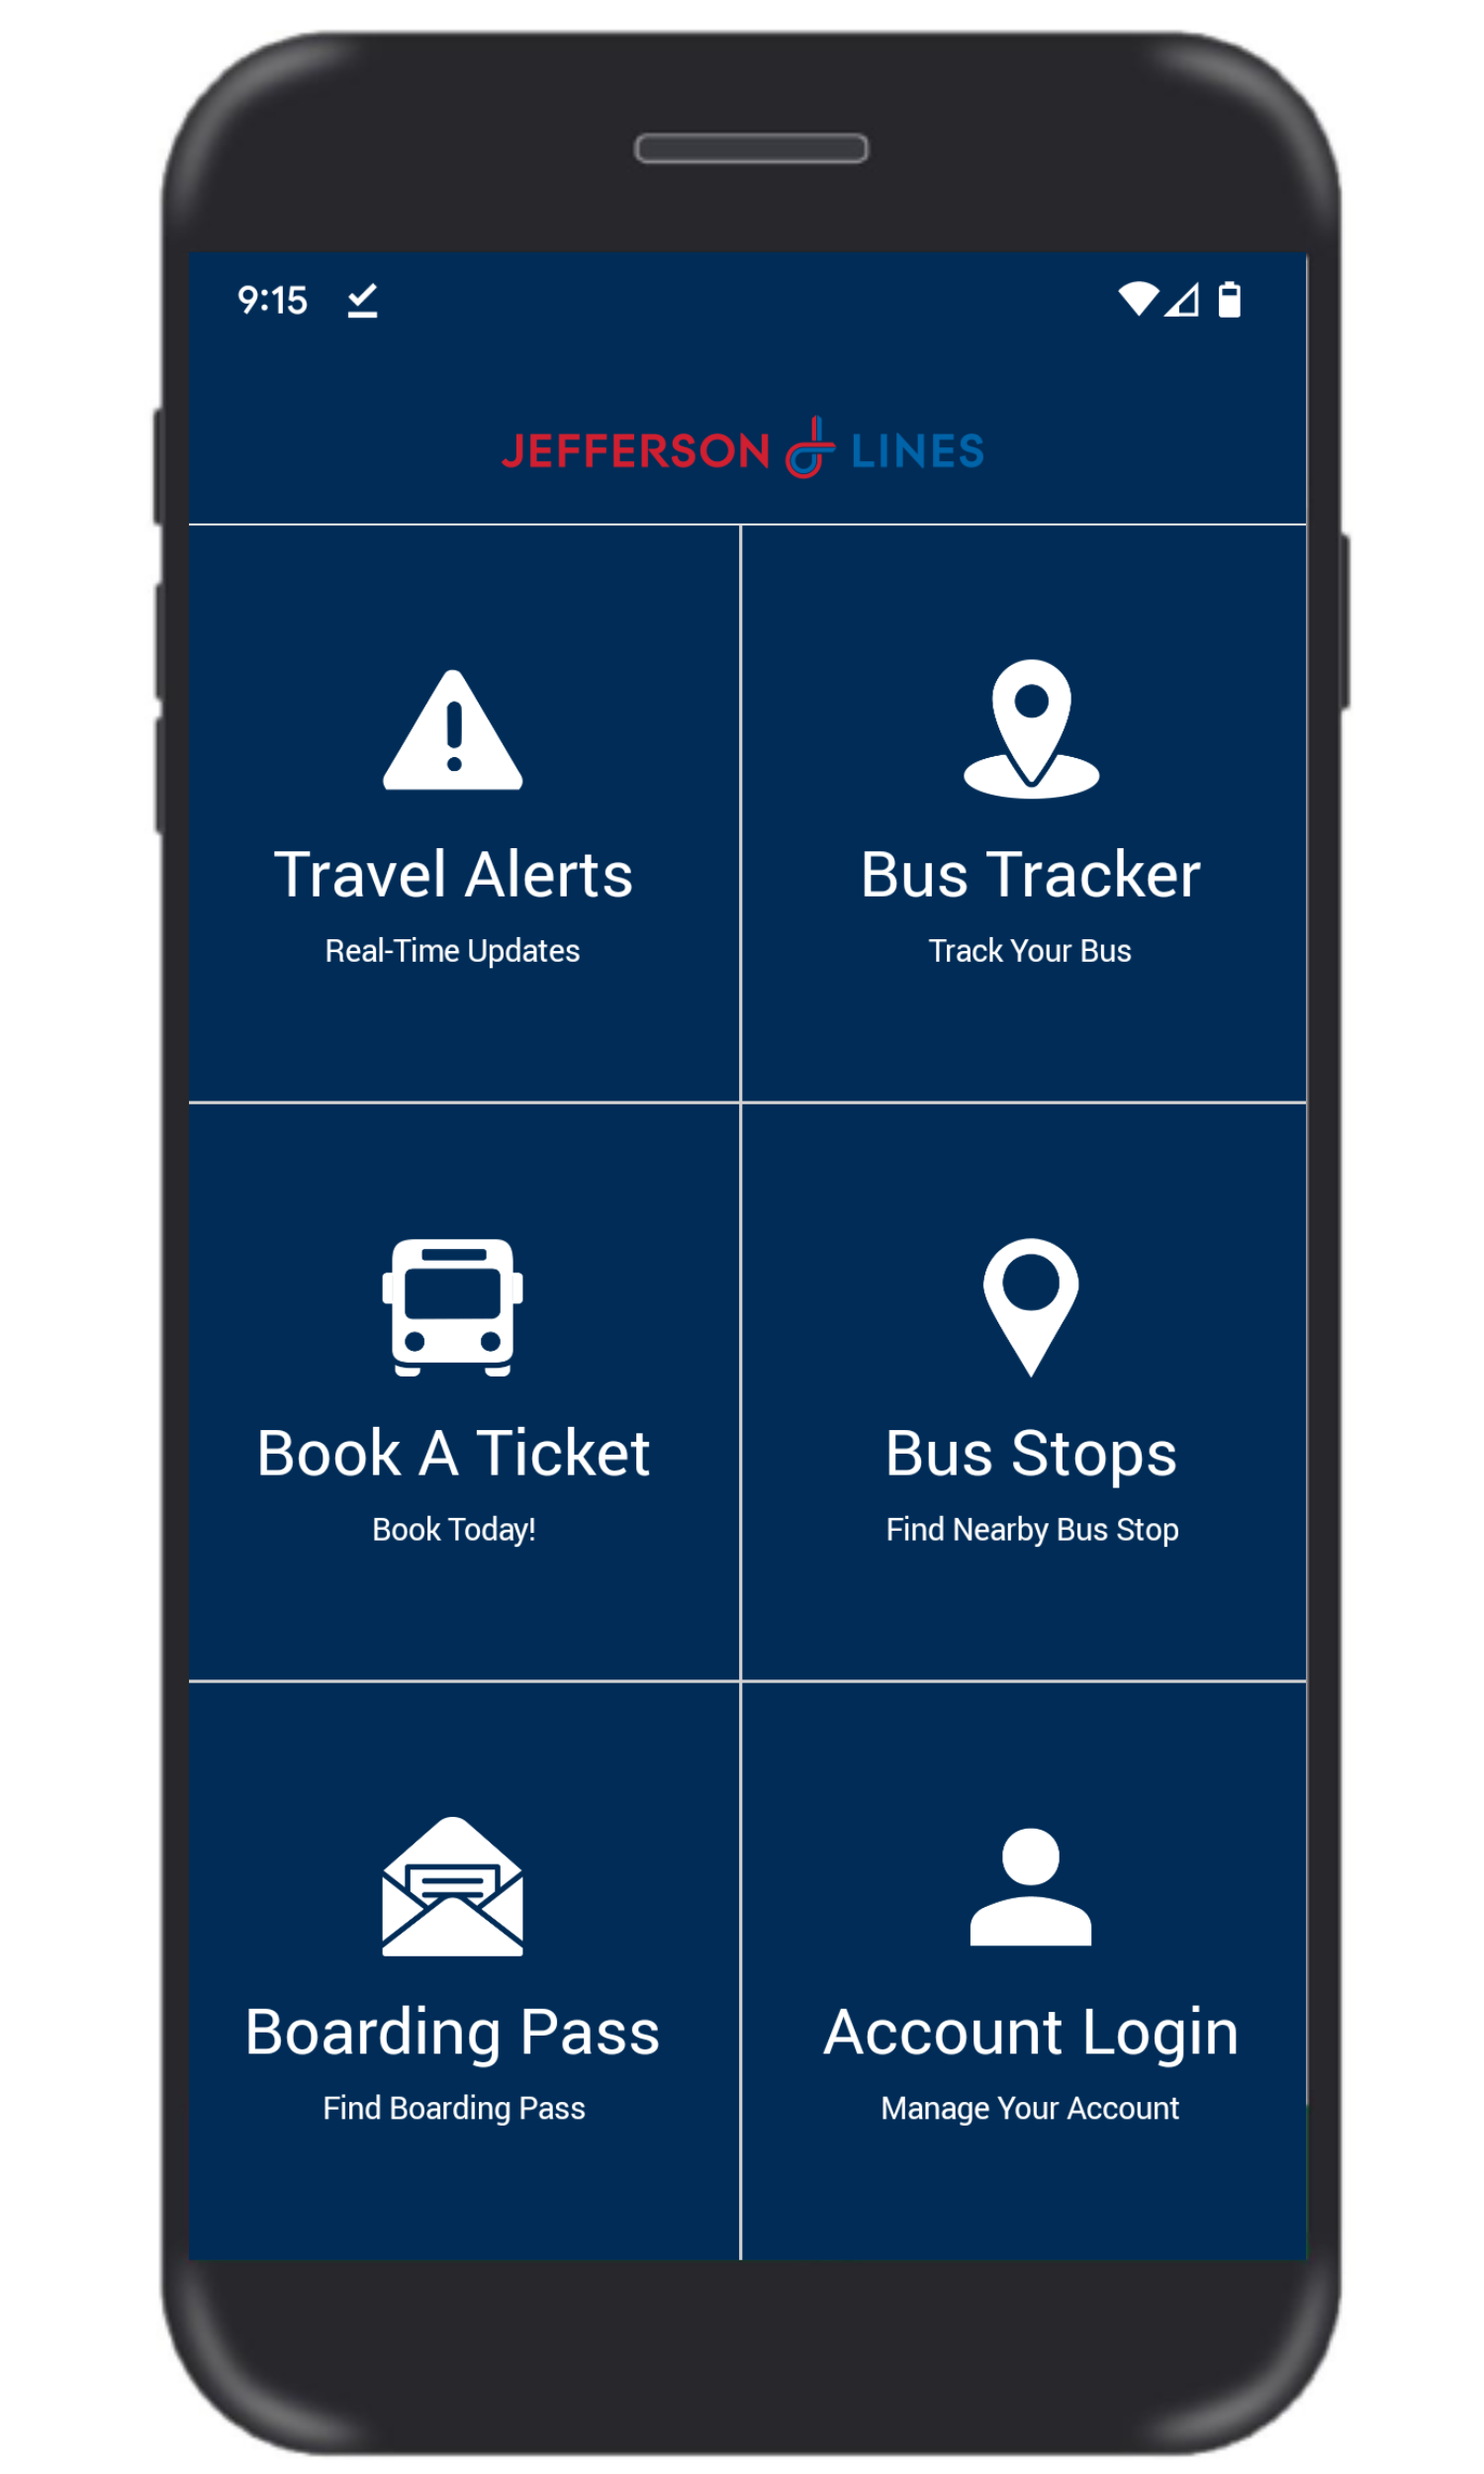 9:15
JEFFERSON LINES
Travel Alerts
Real-Time Updates
Bus Tracker
Track Your Bus
Book A Ticket
Book Today!
Bus Stops
Find Nearby Bus Stop
Boarding Pass
Find Boarding Pass
Account Login
Manage Your Account